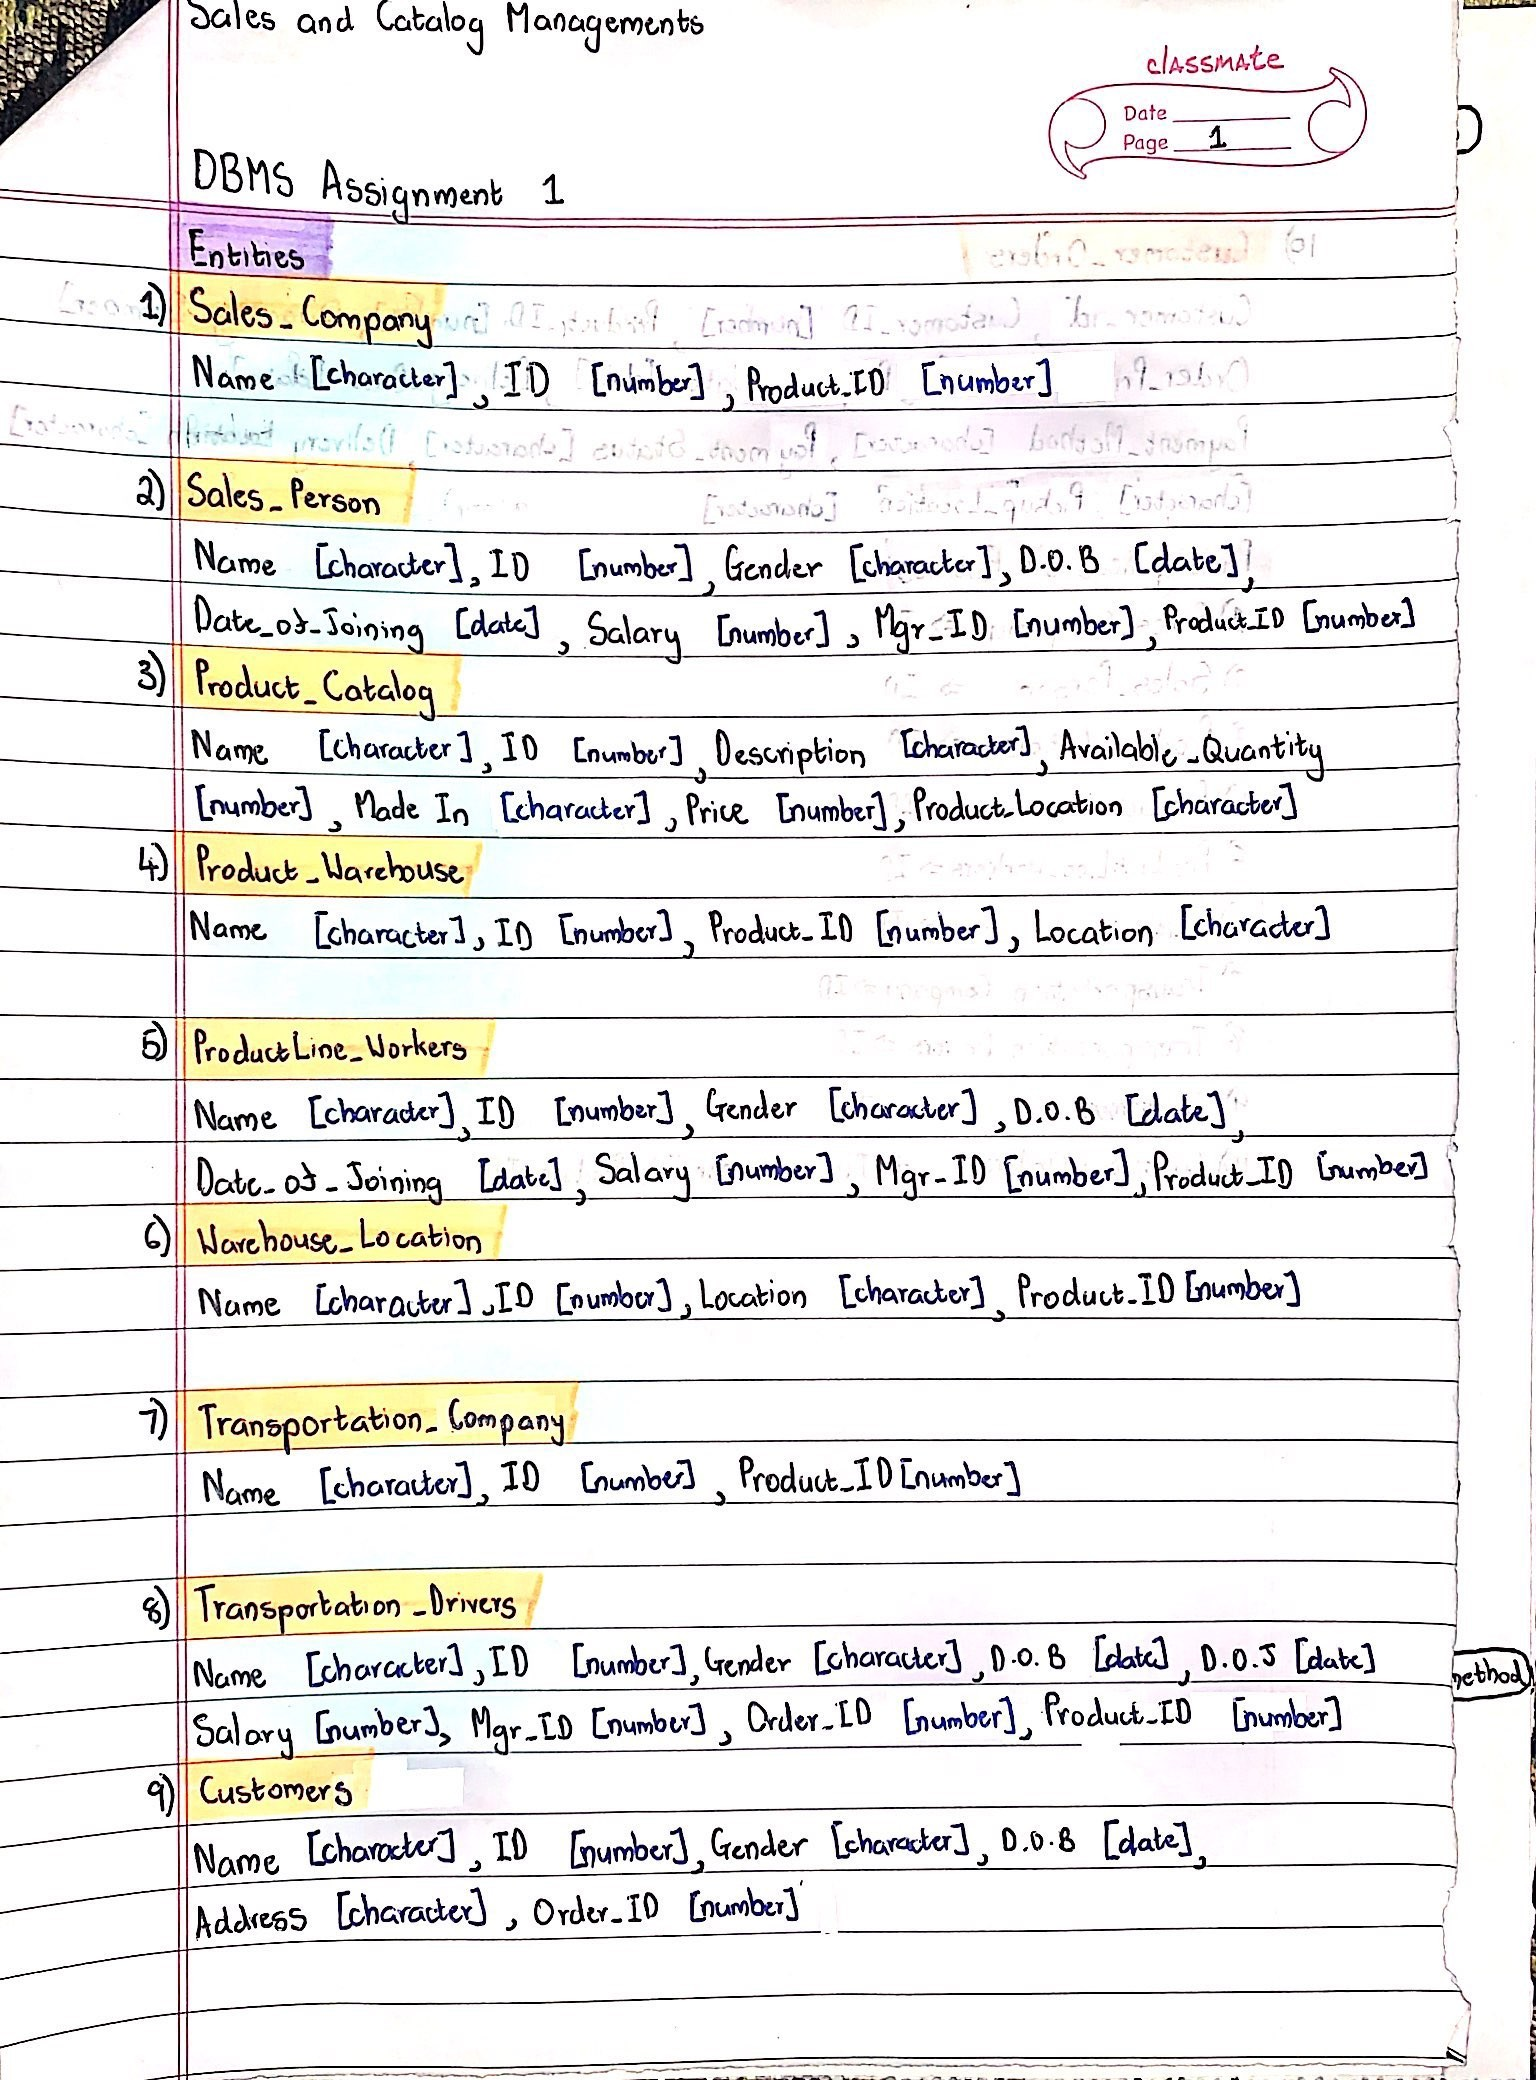 Sales and Catalog Managements
classmate
Date
Page 1
DBMS Assignment 1
Entities
1) Sales_Company
Name [character], ID [number], Product_ID [number]
2) Sales_Person
Name [character], ID [number], Gender [character], D.O.B [date],
Date_of_Joining [date], Salary [number], Mgr_ID [number], Product_ID [number]
3) Product_Catalog
Name [character], ID [number], Description [character], Available_Quantity
[number], Made In [character], Price [number], Product_Location [character]
4) Product_Warehouse
Name [character], ID [number], Product_ID [number], Location [character]
5) ProductLine_Workers
Name [character], ID [number], Gender [character], D.O.B [date],
Date_of_Joining [date], Salary [number], Mgr_ID [number], Product_ID [number]
6) Warehouse_Location
Name [character], ID [number], Location [character], Product_ID [number]
7) Transportation_Company
Name [character], ID [number], Product_ID [number]
8) Transportation_Drivers
Name [character], ID [number], Gender [character], D.O.B [date], D.O.J [date]
Salary [number], Mgr_ID [number], Order_ID [number], Product_ID [number]
method
9) Customers
Name [character], ID [number], Gender [character], D.O.B [date],
Address [character], Order_ID [number]